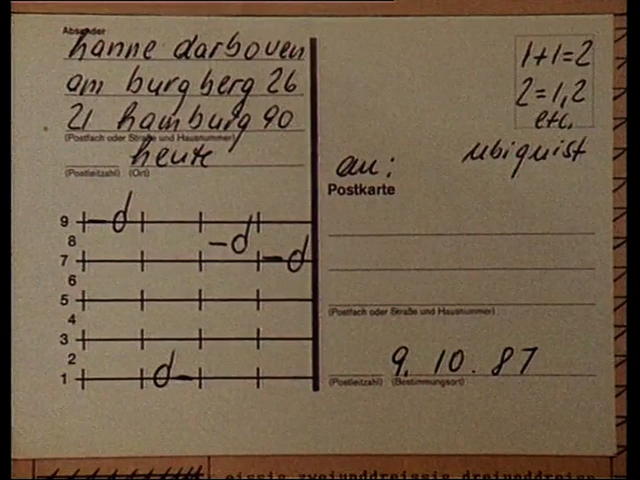 Absender
hanne darboven
am burgberg 26
21 hamburg 90
(Postfach oder Straße und Hausnummer)
heute
(Postleitzahl) (Ort)
1+1=2
2=1,2
etc.
ubiquist
an:
Postkarte
9 -d
8 -d
7 -d
6
5
4
3
2
1 d-
(Postfach oder Straße und Hausnummer)
9. 10. 87
(Postleitzahl) (Bestimmungsort)
eissig zweiunddreissig dreiunddreiss